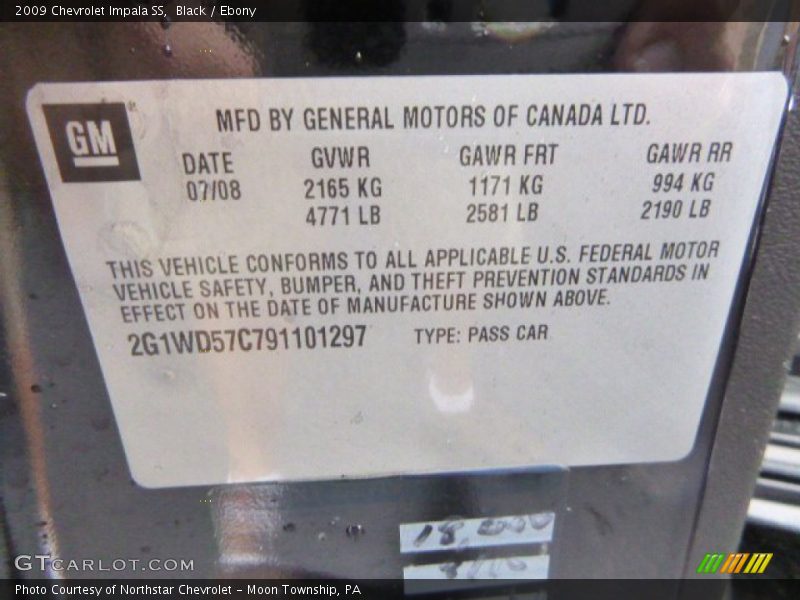 2009 Chevrolet Impala SS, Black / Ebony
GM
MFD BY GENERAL MOTORS OF CANADA LTD.
DATE GVWR GAWR FRT GAWR RR
07/08 2165 KG 1171 KG 994 KG
4771 LB 2581 LB 2190 LB
THIS VEHICLE CONFORMS TO ALL APPLICABLE U.S. FEDERAL MOTOR
VEHICLE SAFETY, BUMPER, AND THEFT PREVENTION STANDARDS IN
EFFECT ON THE DATE OF MANUFACTURE SHOWN ABOVE.
2G1WD57C791101297 TYPE: PASS CAR
GTCARLOT.COM
Photo Courtesy of Northstar Chevrolet - Moon Township, PA